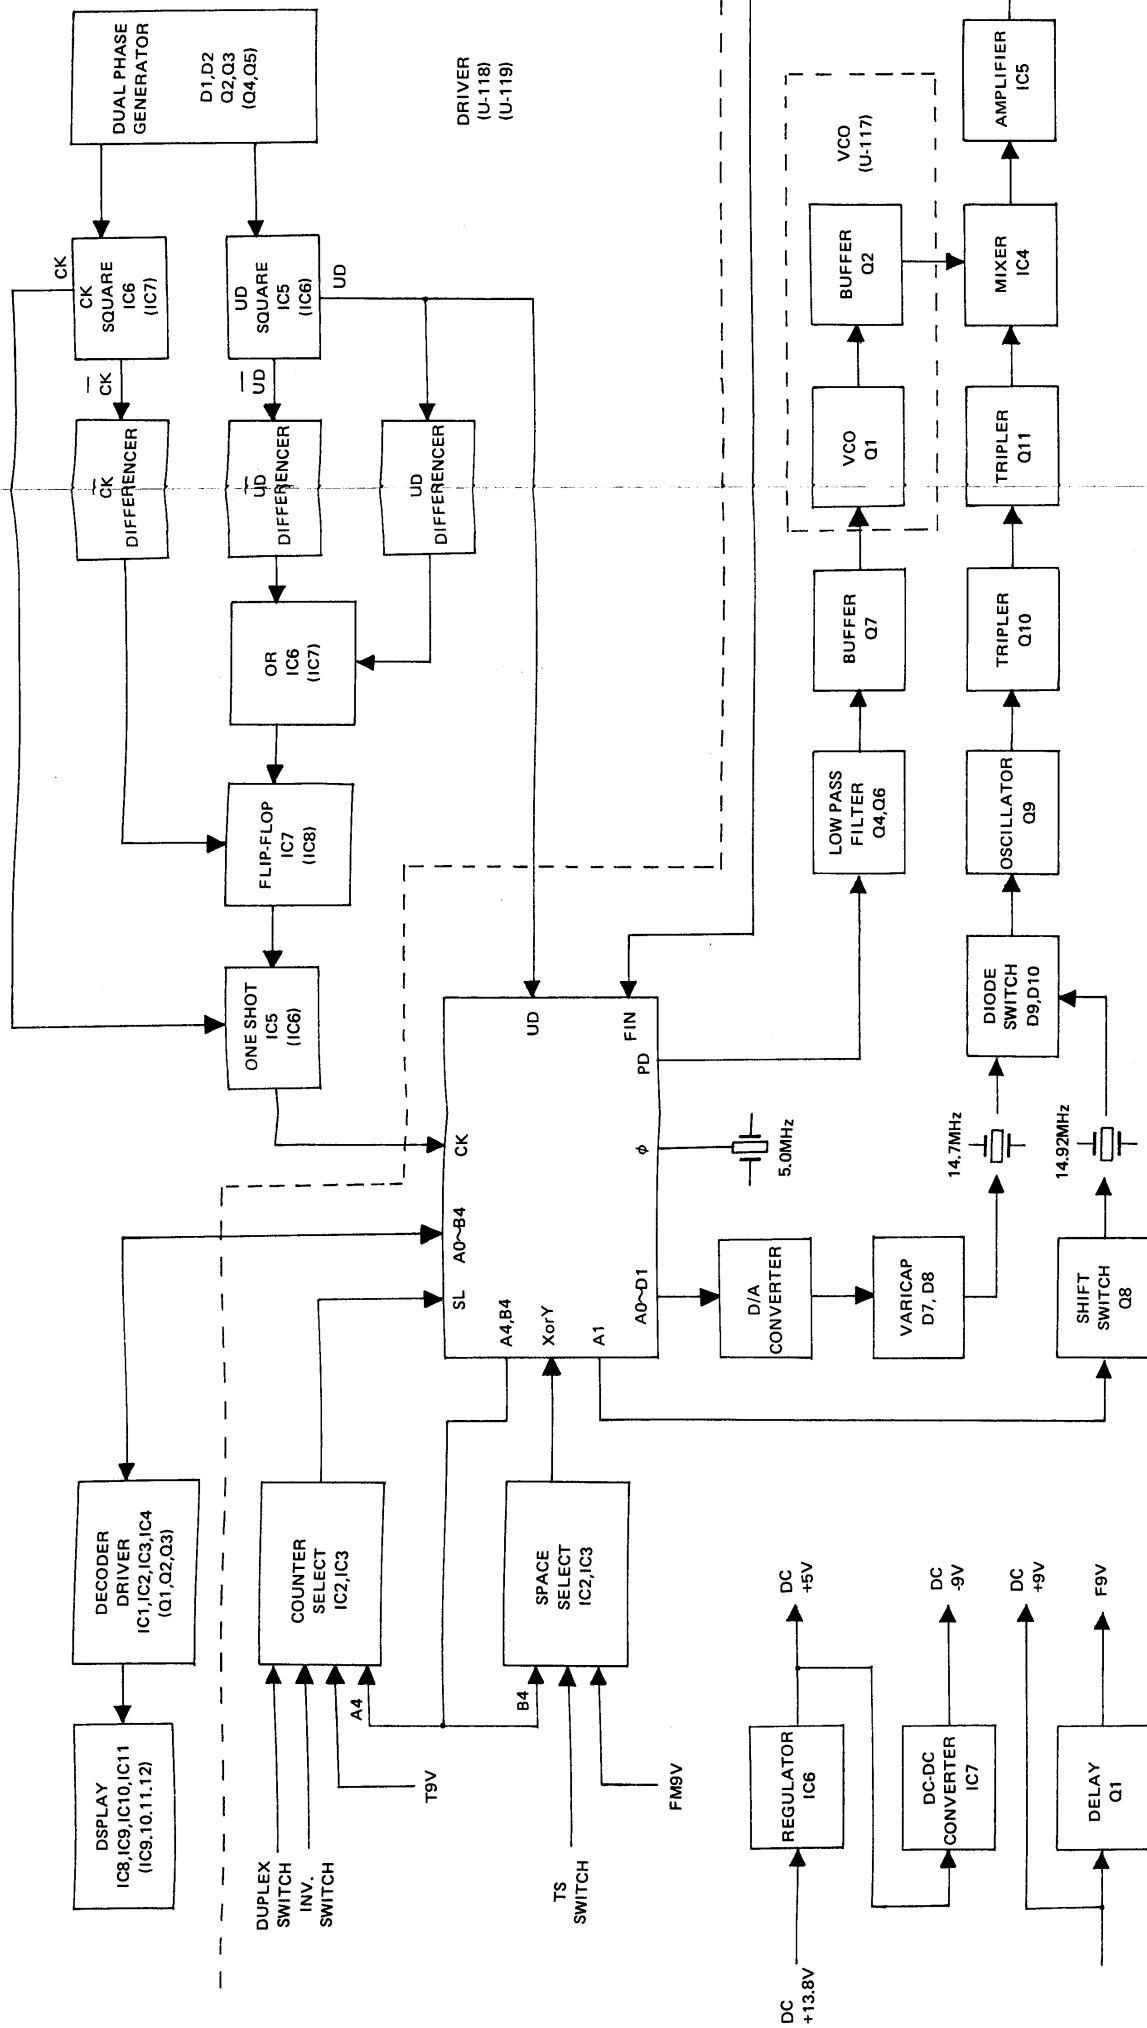 DUAL PHASE
GENERATOR
D1,D2
Q2,Q3
(Q4,Q5)
DRIVER
(U-118)
(U-119)
CK
CK
SQUARE
IC6
(IC7)
UD
SQUARE
IC5
(IC6)
UD
CK
UD
CK
DIFFERENCER
UD
DIFFERENCER
UD
DIFFERENCER
OR
IC6
(IC7)
FLIP-FLOP
IC7
(IC8)
ONE SHOT
IC5
(IC6)
AMPLIFIER
IC5
VCO
(U-117)
BUFFER
Q2
MIXER
IC4
VCO
Q1
TRIPLER
Q11
BUFFER
Q7
TRIPLER
Q10
LOW PASS
FILTER
Q4,Q6
OSCILLATOR
Q9
DIODE
SWITCH
D9,D10
UD
FIN
PD
CK
ϕ
A0~B4
SL
A4,B4
XorY
A1
A0~D1
5.0MHz
14.7MHz
14.92MHz
D/A
CONVERTER
VARICAP
D7, D8
SHIFT
SWITCH
Q8
DECODER
DRIVER
IC1,IC2,IC3,IC4
(Q1,Q2,Q3)
COUNTER
SELECT
IC2,IC3
SPACE
SELECT
IC2,IC3
A4
B4
DSPLAY
IC8,IC9,IC10,IC11
(IC9.10.11.12)
DUPLEX
SWITCH
INV.
SWITCH
T9V
TS
SWITCH
FM9V
DC
+5V
DC
-9V
DC
+9V
F9V
REGULATOR
IC6
DC-DC
CONVERTER
IC7
DELAY
Q1
DC
+13.8V